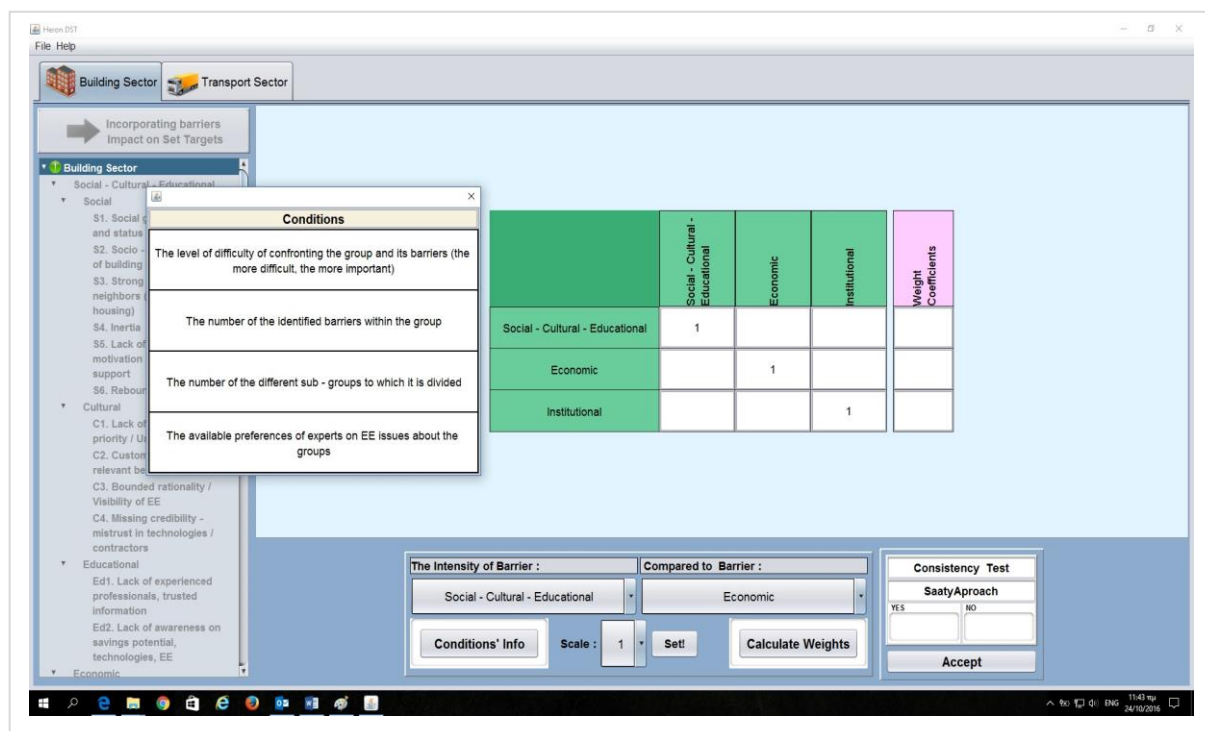 Heron DST
File Help
Building Sector
Transport Sector
Incorporating barriers
Impact on Set Targets
Building Sector
Social - Cultural - Educational
Social
S1. Social
and status
S2. Socio -
of building
S3. Strong
neighbors
housing)
S4. Inertia
S5. Lack of
motivation
support
S6. Rebour
Cultural
C1. Lack of
priority /
C2. Custom
relevant be
C3. Bounded rationality /
Visibility of EE
C4. Missing credibility -
mistrust in technologies /
contractors
Educational
Ed1. Lack of experienced
professionals, trusted
information
Ed2. Lack of awareness on
savings potential,
technologies, EE
Economic
Conditions
The level of difficulty of confronting the group and its barriers (the
more difficult, the more important)
The number of the identified barriers within the group
The number of the different sub - groups to which it is divided
The available preferences of experts on EE issues about the
groups
Social - Cultural -
Educational
Economic
Institutional
Weight
Coefficients
Social - Cultural - Educational 1
Economic 1
Institutional 1
The Intensity of Barrier :
Compared to Barrier :
Social - Cultural - Educational
Economic
Conditions' Info
Scale : 1
Set!
Calculate Weights
Consistency Test
SaatyAproach
YES NO
Accept
ENG
11:43 πμ
24/10/2016